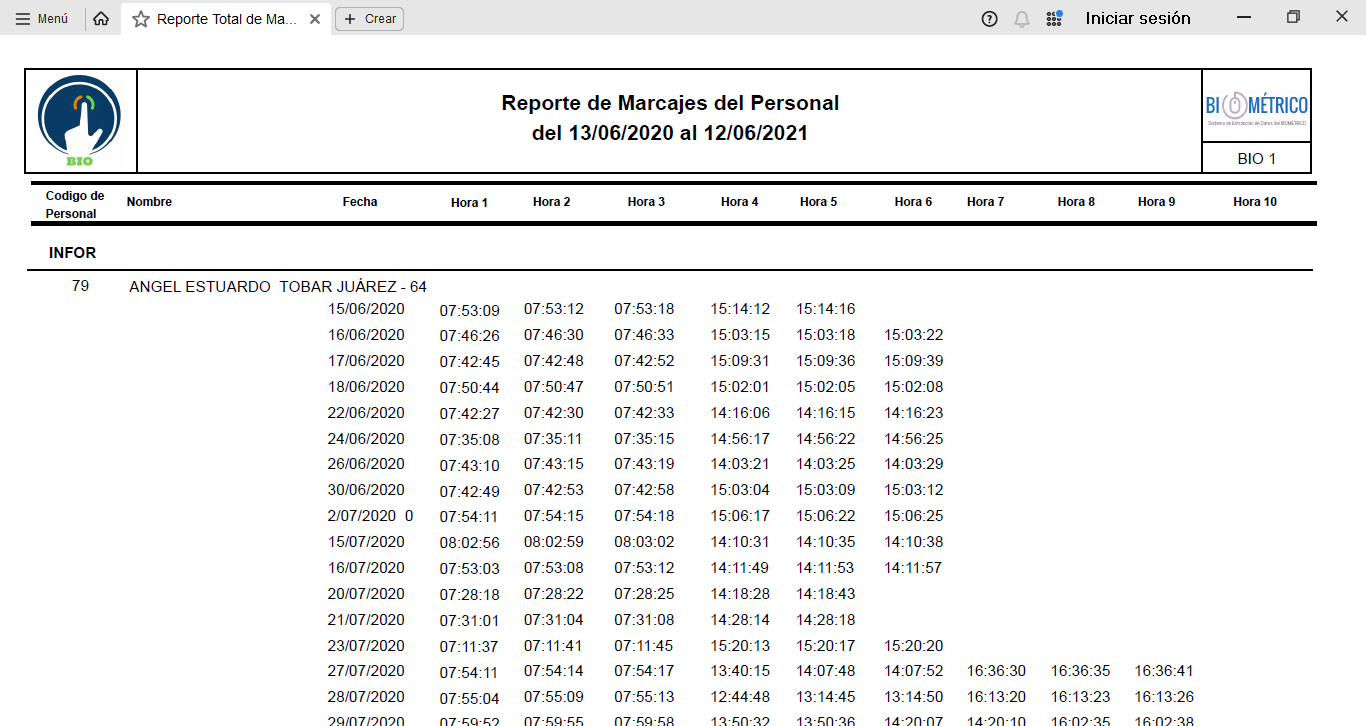 Menú
Reporte Total de Ma...
Crear
Iniciar sesión
BIO
Reporte de Marcajes del Personal
del 13/06/2020 al 12/06/2021
BIOMÉTRICO
Sistema de Extracción de Datos del BIOMÉTRICO
BIO 1
Codigo de Personal Nombre Fecha Hora 1 Hora 2 Hora 3 Hora 4 Hora 5 Hora 6 Hora 7 Hora 8 Hora 9 Hora 10
INFOR
79 ANGEL ESTUARDO TOBAR JUÁREZ - 64
15/06/2020 07:53:09 07:53:12 07:53:18 15:14:12 15:14:16
16/06/2020 07:46:26 07:46:30 07:46:33 15:03:15 15:03:18 15:03:22
17/06/2020 07:42:45 07:42:48 07:42:52 15:09:31 15:09:36 15:09:39
18/06/2020 07:50:44 07:50:47 07:50:51 15:02:01 15:02:05 15:02:08
22/06/2020 07:42:27 07:42:30 07:42:33 14:16:06 14:16:15 14:16:23
24/06/2020 07:35:08 07:35:11 07:35:15 14:56:17 14:56:22 14:56:25
26/06/2020 07:43:10 07:43:15 07:43:19 14:03:21 14:03:25 14:03:29
30/06/2020 07:42:49 07:42:53 07:42:58 15:03:04 15:03:09 15:03:12
2/07/2020 0 07:54:11 07:54:15 07:54:18 15:06:17 15:06:22 15:06:25
15/07/2020 08:02:56 08:02:59 08:03:02 14:10:31 14:10:35 14:10:38
16/07/2020 07:53:03 07:53:08 07:53:12 14:11:49 14:11:53 14:11:57
20/07/2020 07:28:18 07:28:22 07:28:25 14:18:28 14:18:43
21/07/2020 07:31:01 07:31:04 07:31:08 14:28:14 14:28:18
23/07/2020 07:11:37 07:11:41 07:11:45 15:20:13 15:20:17 15:20:20
27/07/2020 07:54:11 07:54:14 07:54:17 13:40:15 14:07:48 14:07:52 16:36:30 16:36:35 16:36:41
28/07/2020 07:55:04 07:55:09 07:55:13 12:44:48 13:14:45 13:14:50 16:13:20 16:13:23 16:13:26
29/07/2020 07:59:52 07:59:55 07:59:58 13:50:32 13:50:36 14:20:07 14:20:10 16:02:35 16:02:38